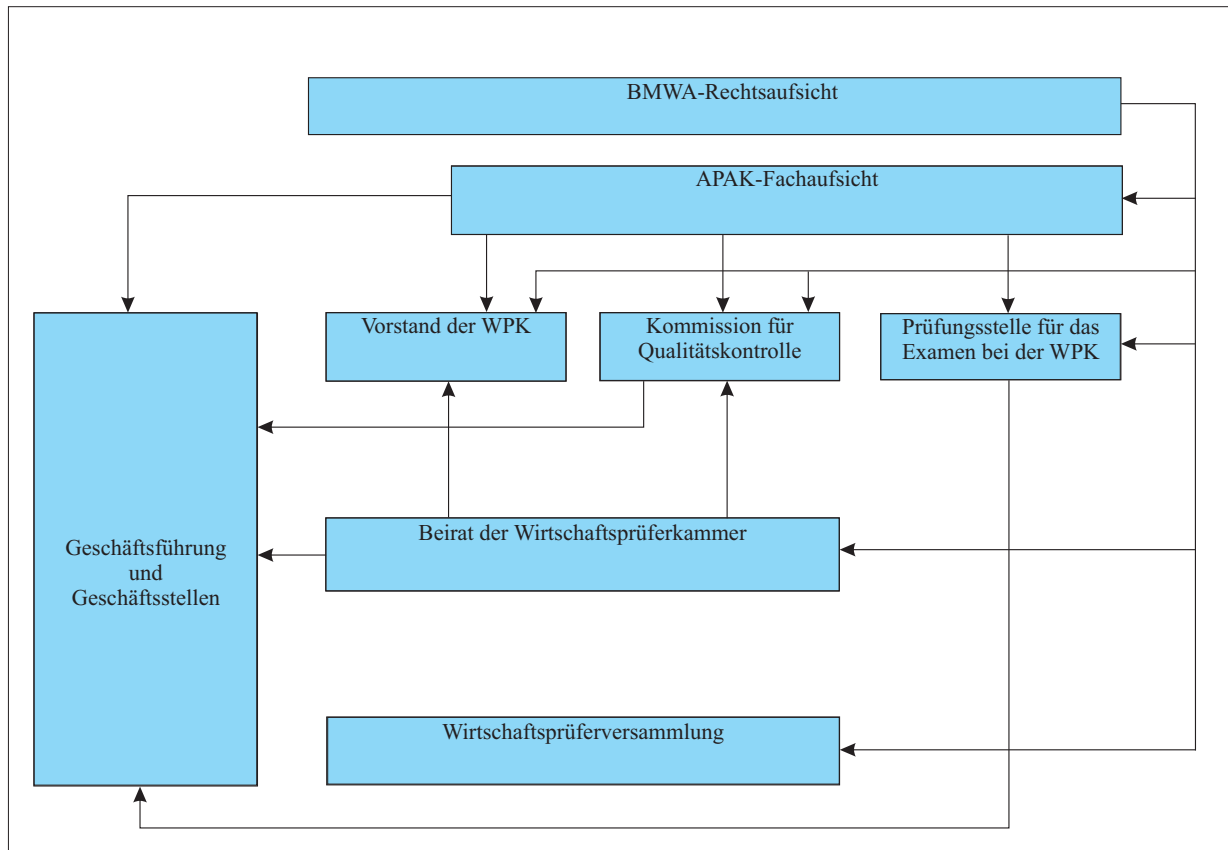 BMWA-Rechtsaufsicht
APAK-Fachaufsicht
Vorstand der WPK
Kommission für
Qualitätskontrolle
Prüfungsstelle für das
Examen bei der WPK
Geschäftsführung
und
Geschäftsstellen
Beirat der Wirtschaftsprüferkammer
Wirtschaftsprüferversammlung